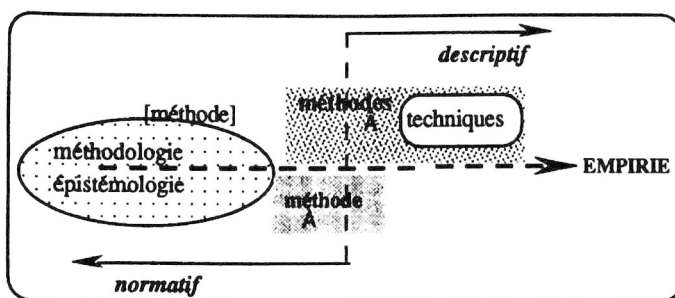 descriptif
[méthode]
méthodes
À
techniques
méthodologie
épistémologie
EMPIRIE
méthode
À
normatif